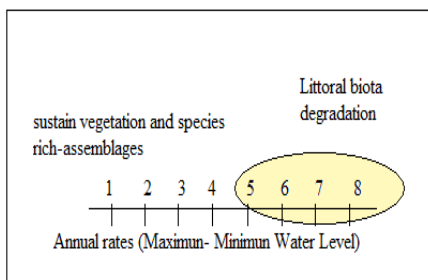 Littoral biota
degradation
sustain vegetation and species
rich-assemblages
1 2 3 4 5 6 7 8
Annual rates (Maximun- Minimun Water Level)